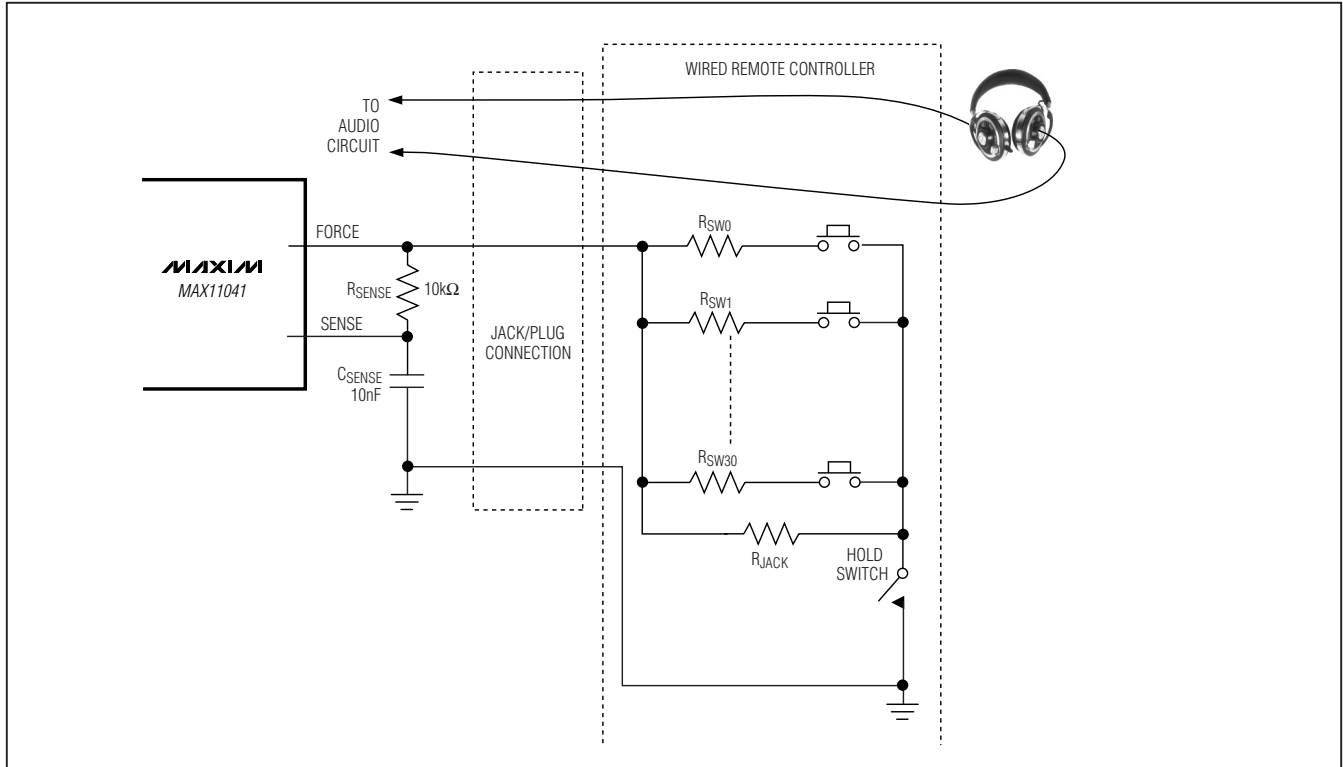 WIRED REMOTE CONTROLLER
TO
AUDIO
CIRCUIT
FORCE
MAXIM
MAX11041
RSENSE
10kΩ
SENSE
CSENSE
10nF
JACK/PLUG
CONNECTION
RSW0
RSW1
RSW30
RJACK
HOLD
SWITCH